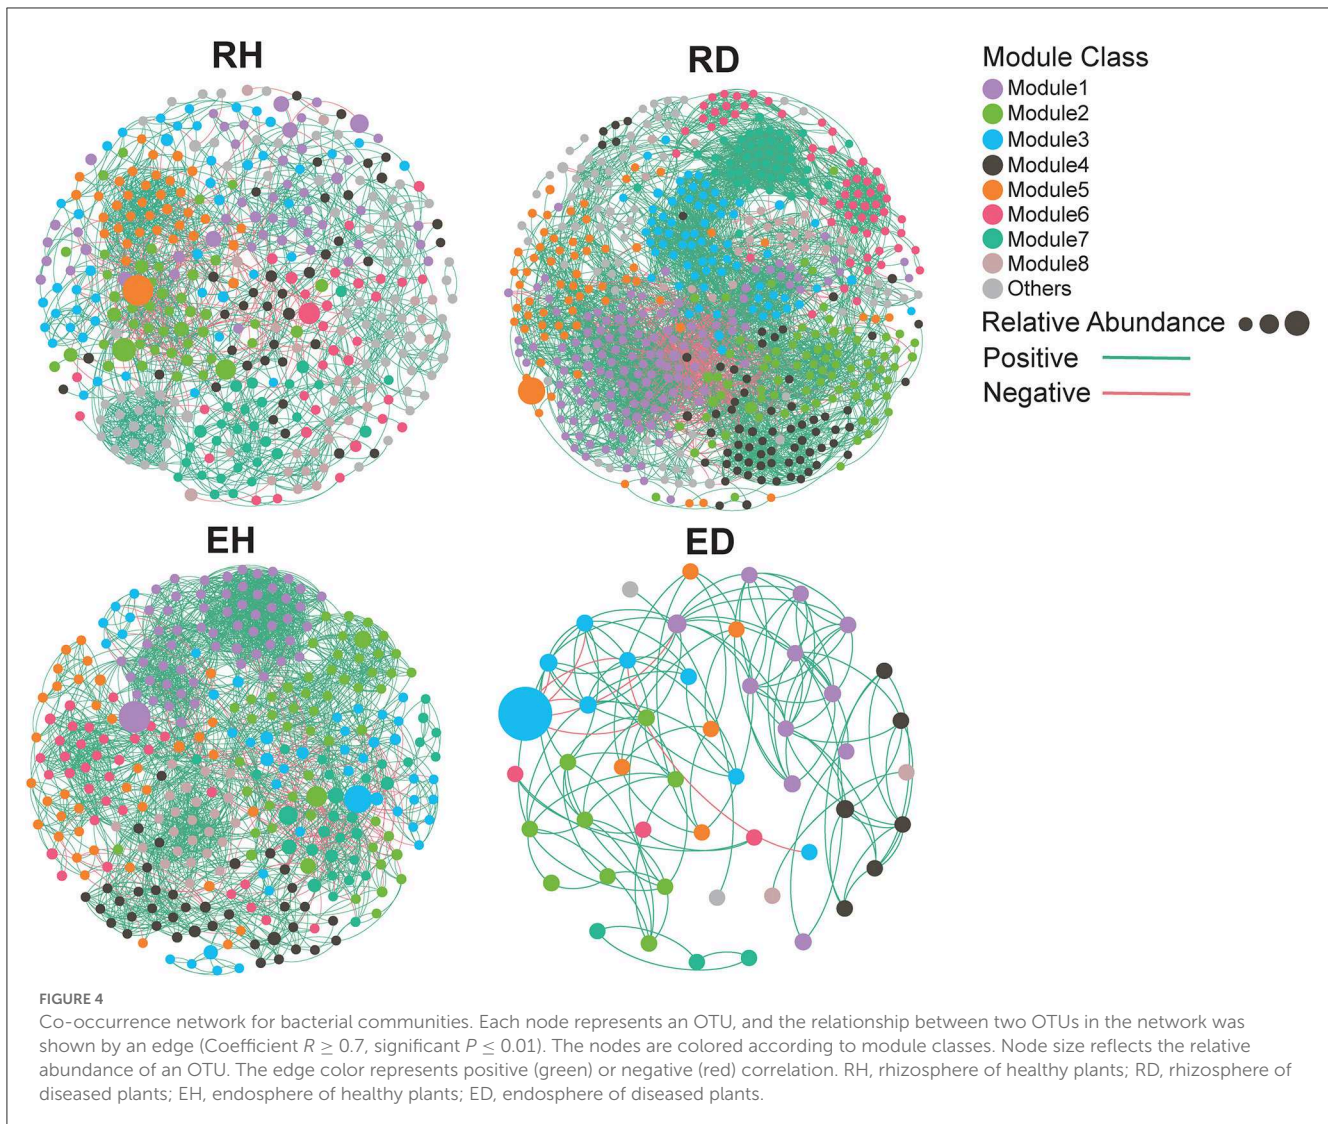 RH
RD
Module Class
Module1
Module2
Module3
Module4
Module5
Module6
Module7
Module8
Others
Relative Abundance
Positive
Negative
EH
ED
FIGURE 4
Co-occurrence network for bacterial communities. Each node represents an OTU, and the relationship between two OTUs in the network was
shown by an edge (Coefficient R ≥ 0.7, significant P ≤ 0.01). The nodes are colored according to module classes. Node size reflects the relative
abundance of an OTU. The edge color represents positive (green) or negative (red) correlation. RH, rhizosphere of healthy plants; RD, rhizosphere of
diseased plants; EH, endosphere of healthy plants; ED, endosphere of diseased plants.